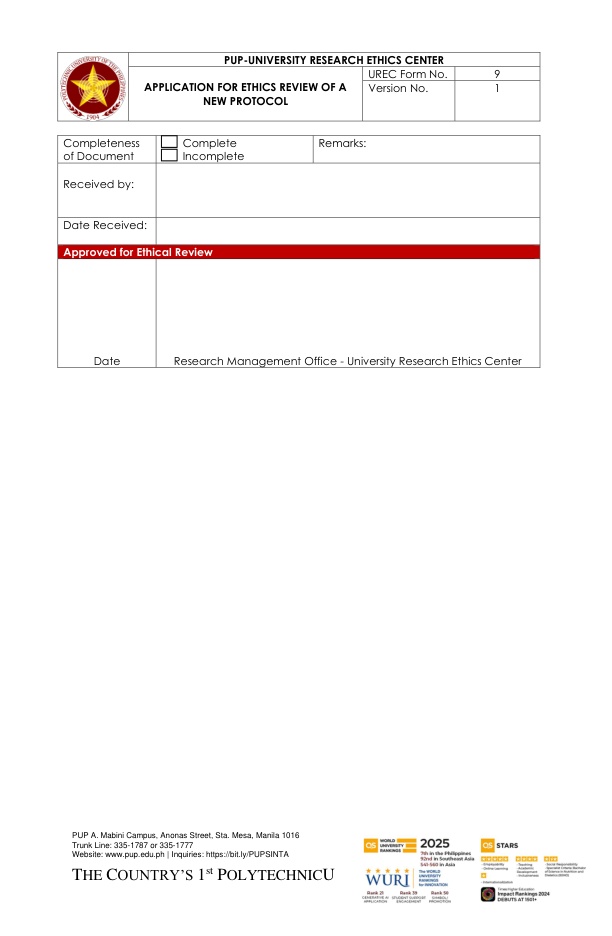 PUP-UNIVERSITY RESEARCH ETHICS CENTER
APPLICATION FOR ETHICS REVIEW OF A
NEW PROTOCOL
UREC Form No. 9
Version No. 1
POLYTECHNIC UNIVERSITY OF THE PHILIPPINES
1904
Completeness
of Document
Complete
Incomplete
Remarks:
Received by:
Date Received:
Approved for Ethical Review
Date
Research Management Office - University Research Ethics Center
PUP A. Mabini Campus, Anonas Street, Sta. Mesa, Manila 1016
Trunk Line: 335-1787 or 335-1777
Website: www.pup.edu.ph | Inquiries: https://bit.ly/PUPSINTA
THE COUNTRY'S 1st POLYTECHNICU
QS WORLD
UNIVERSITY
RANKINGS
2025
7th in the Philippines
92nd in Southeast Asia
541-560 in Asia
WURI
The WORLD
UNIVERSITY
RANKINGS
for INNOVATION
Rank 21
GENERATIVE AI
APPLICATION
Rank 39
STUDENT SUPPORT
ENGAGEMENT
Rank 50
SYMBOL/
PROMOTION
QS STARS
Times Higher Education
Impact Rankings 2024
DEBUTS AT 1501+